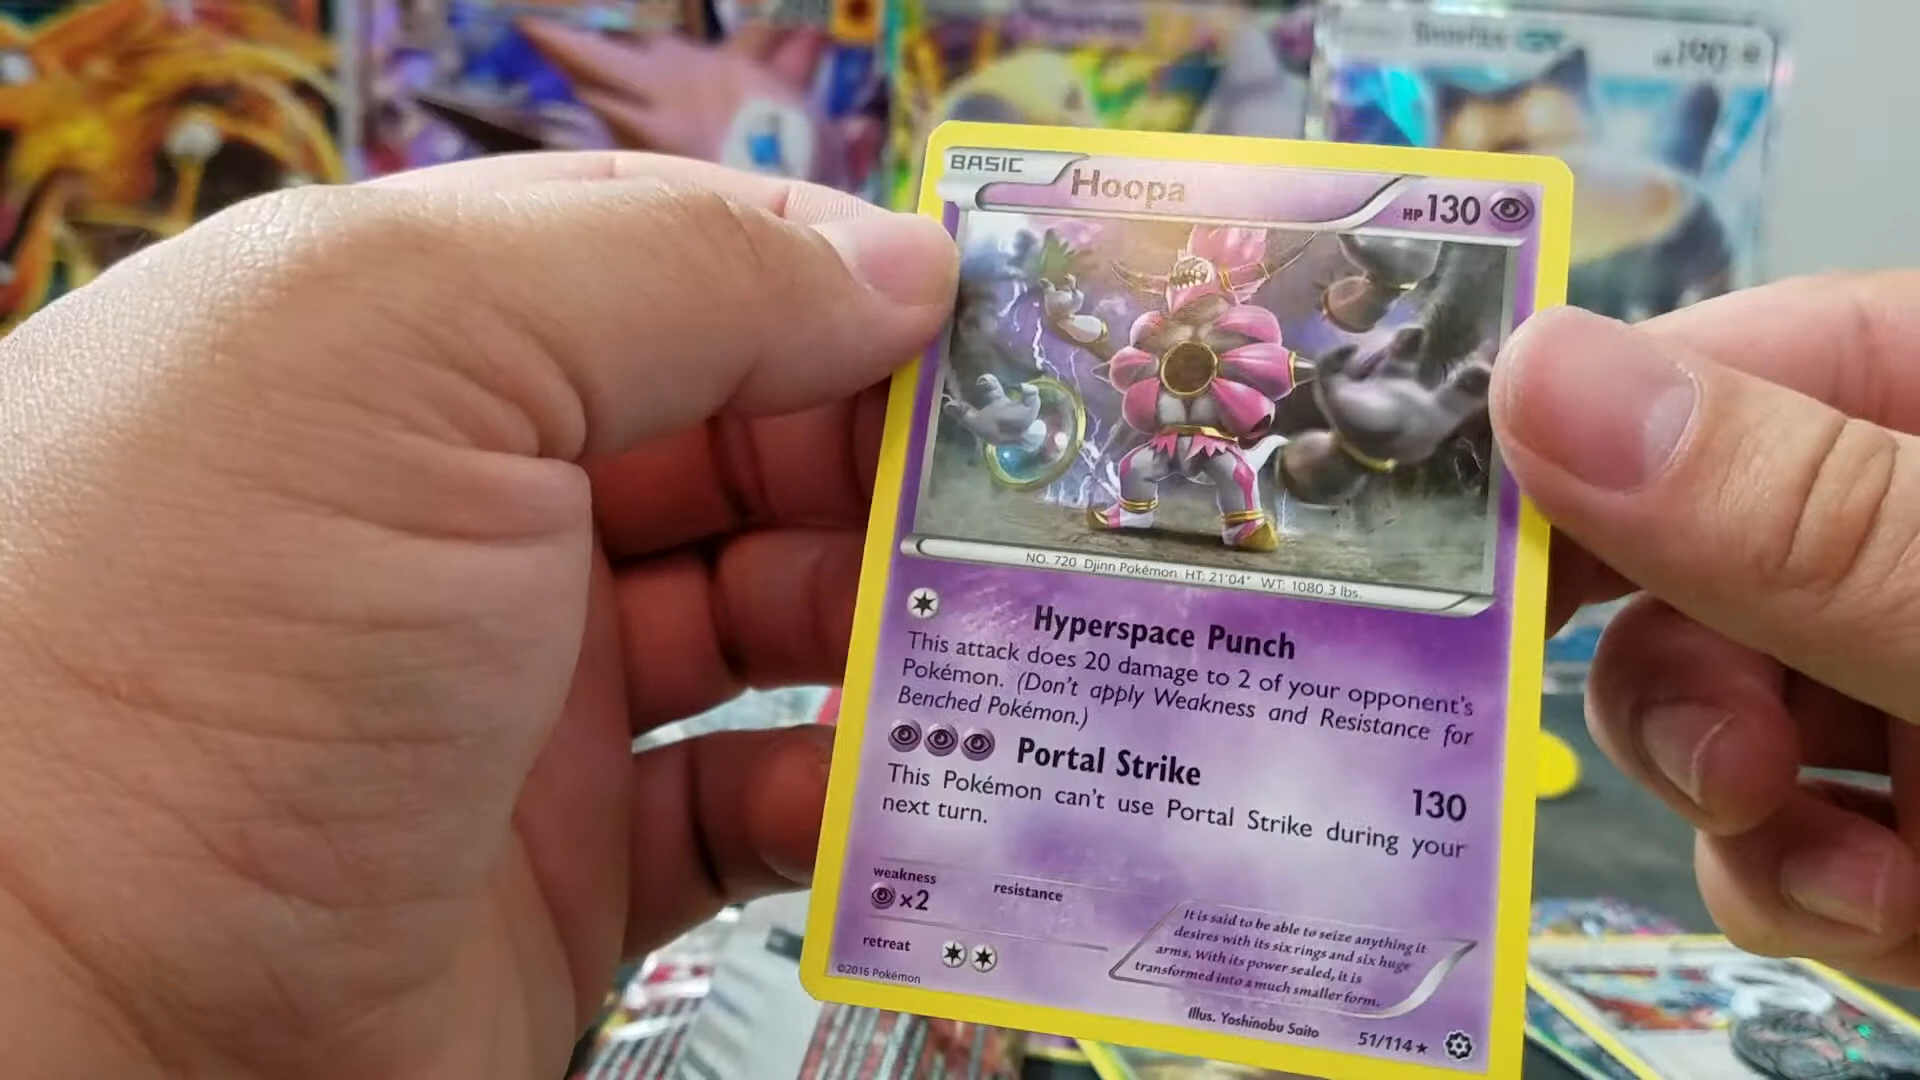 BASIC
Hoopa
HP 130
NO. 720 Djinn Pokémon HT: 21'04" WT: 1080.3 lbs.
Hyperspace Punch
This attack does 20 damage to 2 of your opponent's
Pokémon. (Don't apply Weakness and Resistance for
Benched Pokémon.)
Portal Strike
130
This Pokémon can't use Portal Strike during your
next turn.
weakness
×2
resistance
retreat
It is said to be able to seize anything it
desires with its six rings and six huge
arms. With its power sealed, it is
transformed into a much smaller form.
©2016 Pokémon
Illus. Yoshinobu Saito
51/114★